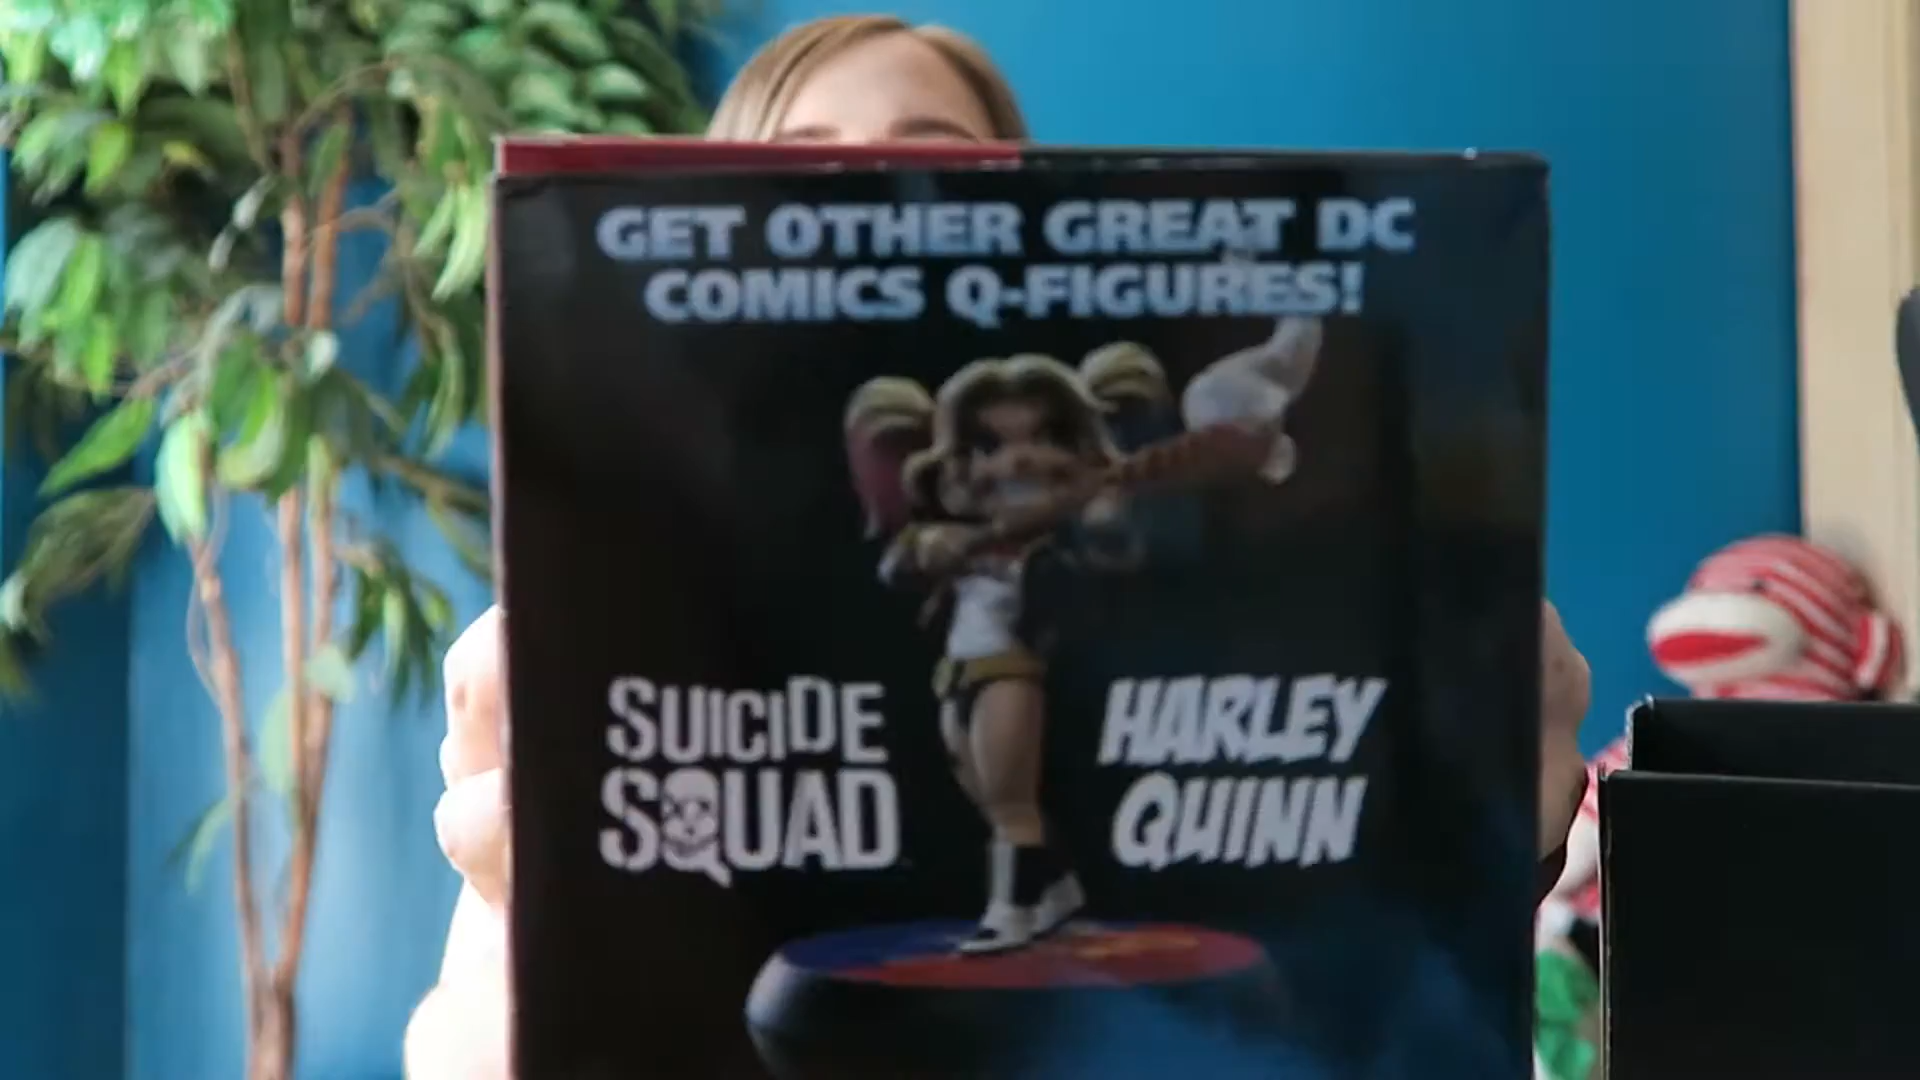 GET OTHER GREAT DC
COMICS Q-FIGURES!
SUICIDE
SQUAD
HARLEY
QUINN